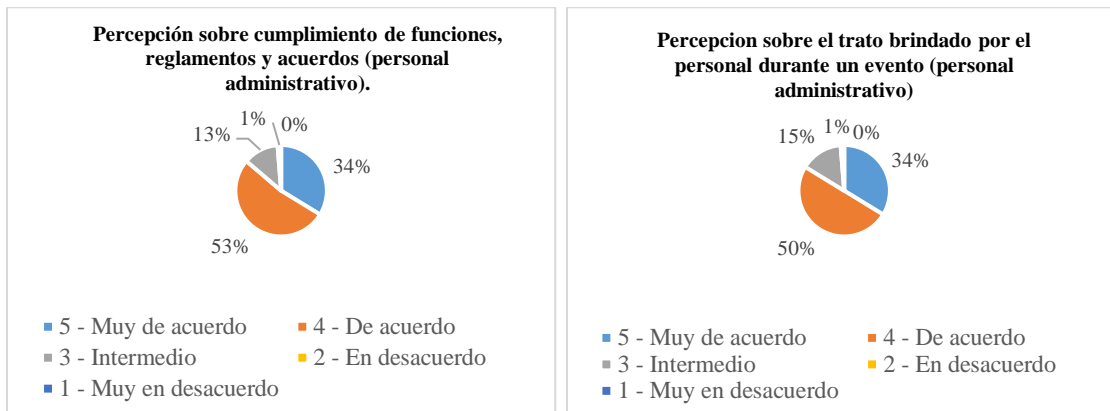 Percepción sobre cumplimiento de funciones,
reglamentos y acuerdos (personal
administrativo).
1%
0%
13%
34%
53%
5 - Muy de acuerdo
4 - De acuerdo
3 - Intermedio
2 - En desacuerdo
1 - Muy en desacuerdo
Percepcion sobre el trato brindado por el
personal durante un evento (personal
administrativo)
15%
1%
0%
34%
50%
5 - Muy de acuerdo
4 - De acuerdo
3 - Intermedio
2 - En desacuerdo
1 - Muy en desacuerdo